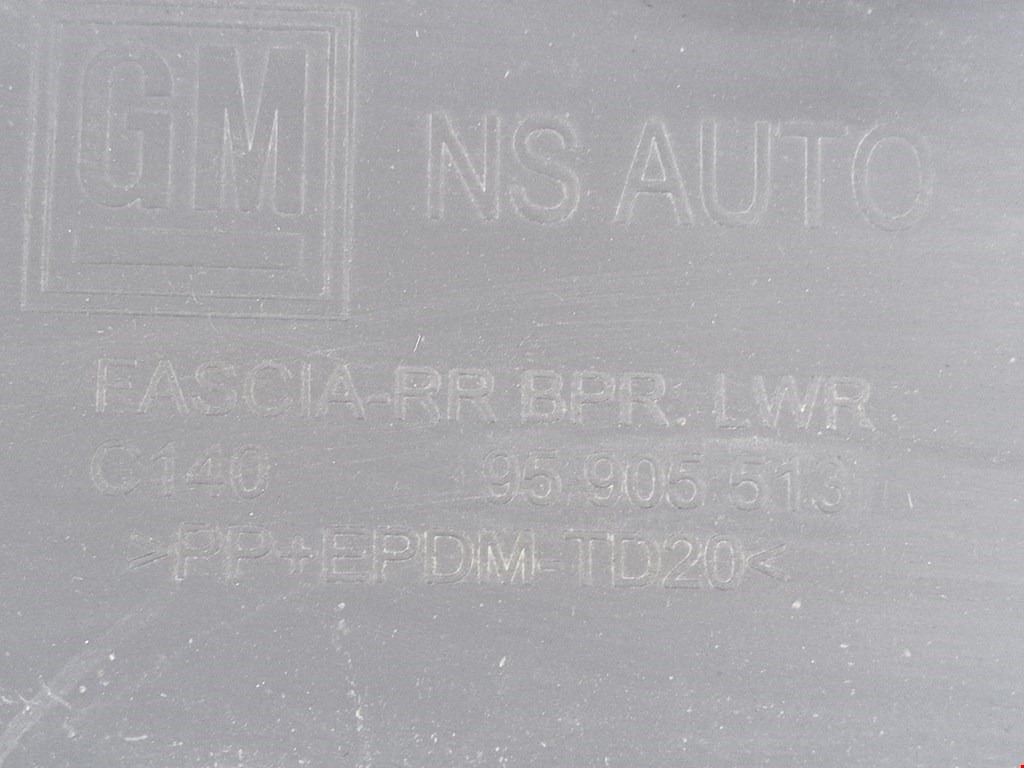 GM NS AUTO
FASCIA-RR BPR. LWR
C140 95 905 513
>PP+EPDM-TD20<